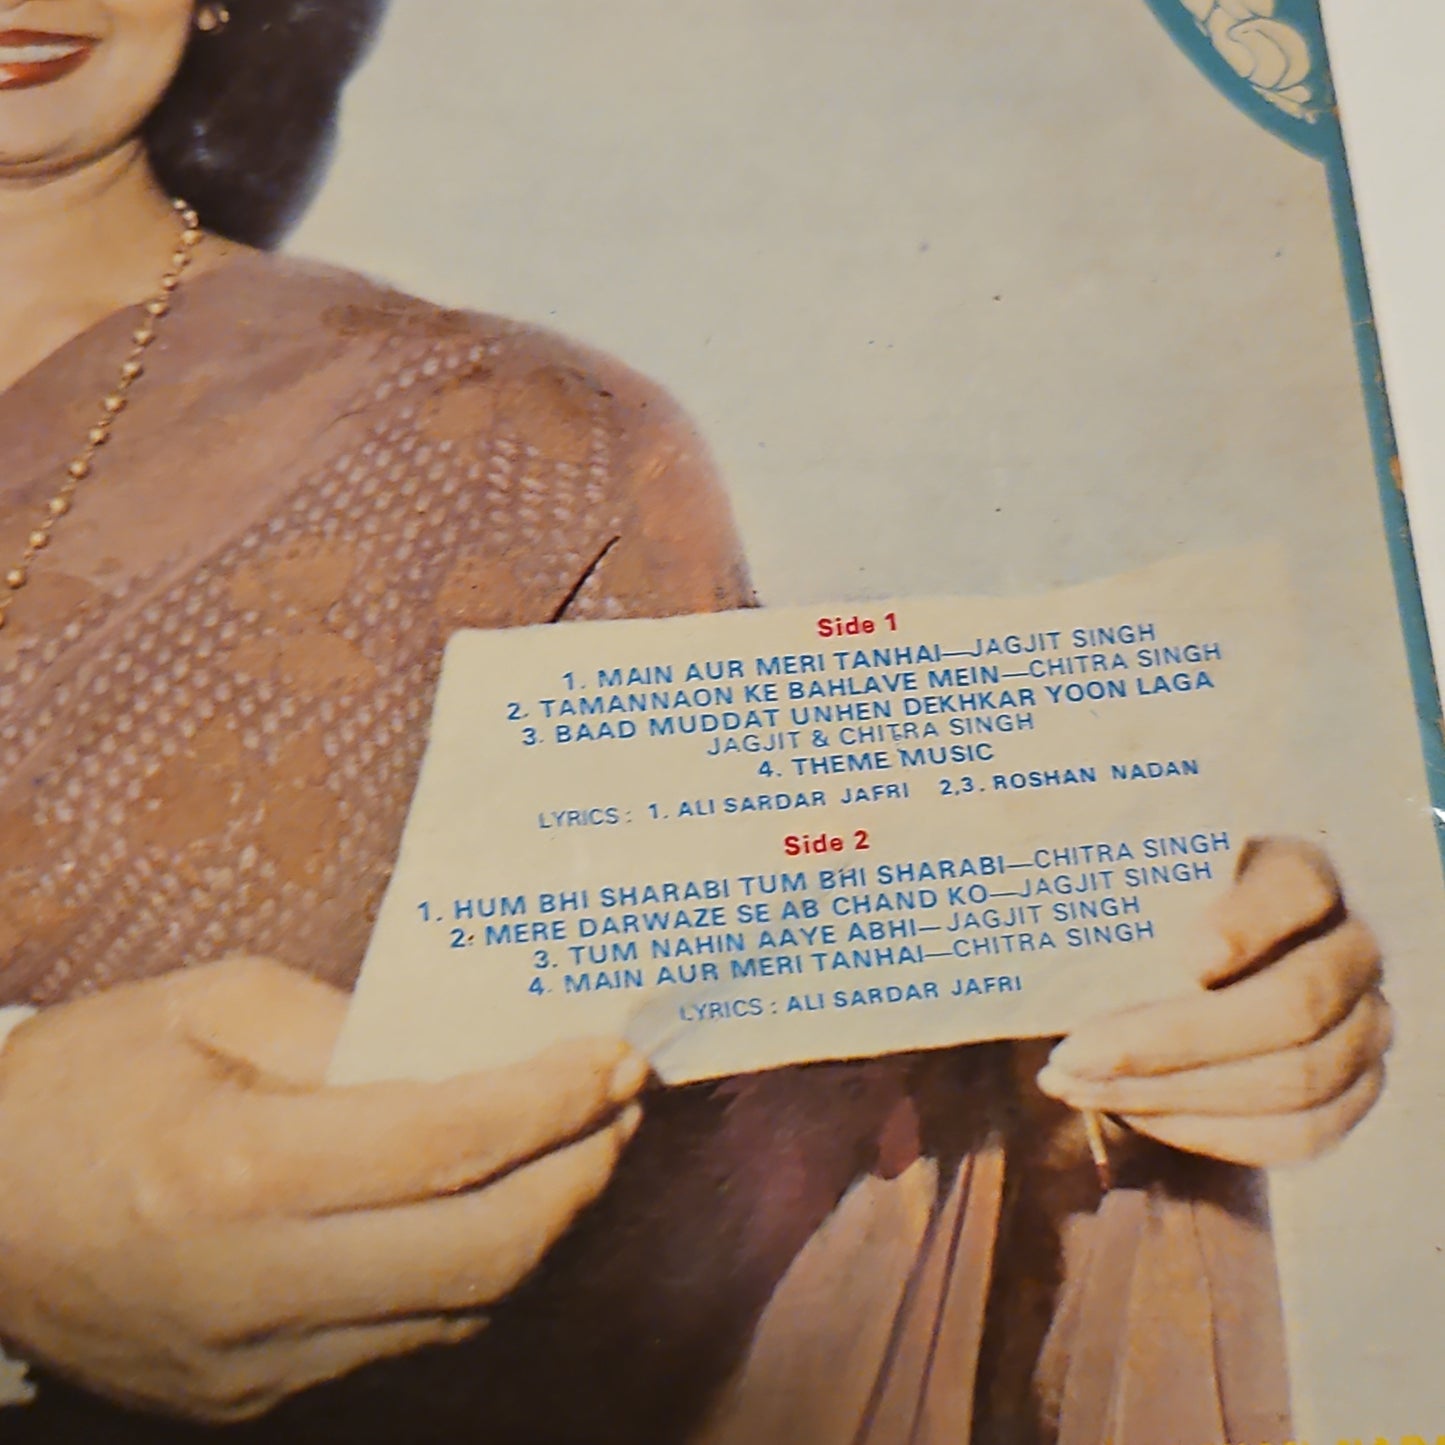 Side 1
1. MAIN AUR MERI TANHAI—JAGJIT SINGH
2. TAMANNAON KE BAHLAVE MEIN—CHITRA SINGH
3. BAAD MUDDAT UNHEN DEKHKAR YOON LAGA
JAGJIT & CHITRA SINGH
4. THEME MUSIC
LYRICS: 1. ALI SARDAR JAFRI 2,3. ROSHAN NADAN
Side 2
1. HUM BHI SHARABI TUM BHI SHARABI—CHITRA SINGH
2. MERE DARWAZE SE AB CHAND KO—JAGJIT SINGH
3. TUM NAHIN AAYE ABHI—JAGJIT SINGH
4. MAIN AUR MERI TANHAI—CHITRA SINGH
LYRICS: ALI SARDAR JAFRI